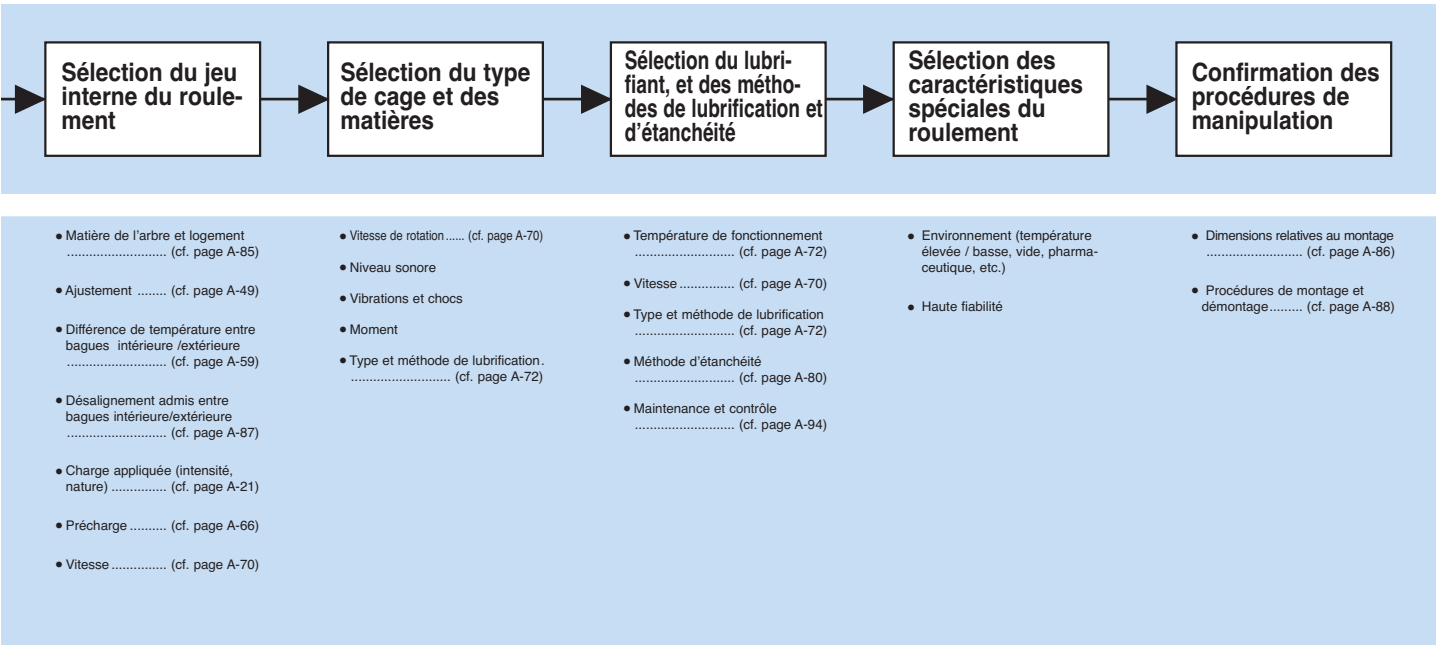 Sélection du jeu
interne du roule-
ment
Sélection du type
de cage et des
matières
Sélection du lubri-
fiant, et des métho-
des de lubrification et
d'étanchéité
Sélection des
caractéristiques
spéciales du
roulement
Confirmation des
procédures de
manipulation
● Matière de l'arbre et logement
........................... (cf. page A-85)
● Ajustement ........ (cf. page A-49)
● Différence de température entre
bagues intérieure /extérieure
........................... (cf. page A-59)
● Désalignement admis entre
bagues intérieure/extérieure
........................... (cf. page A-87)
● Charge appliquée (intensité,
nature) ............... (cf. page A-21)
● Précharge .......... (cf. page A-66)
● Vitesse ............... (cf. page A-70)
● Vitesse de rotation ...... (cf. page A-70)
● Niveau sonore
● Vibrations et chocs
● Moment
● Type et méthode de lubrification.
........................... (cf. page A-72)
● Température de fonctionnement
........................... (cf. page A-72)
● Vitesse ............... (cf. page A-70)
● Type et méthode de lubrification
........................... (cf. page A-72)
● Méthode d'étanchéité
........................... (cf. page A-80)
● Maintenance et contrôle
........................... (cf. page A-94)
● Environnement (température
élevée / basse, vide, pharma-
ceutique, etc.)
● Haute fiabilité
● Dimensions relatives au montage
.......................... (cf. page A-86)
● Procédures de montage et
démontage ......... (cf. page A-88)